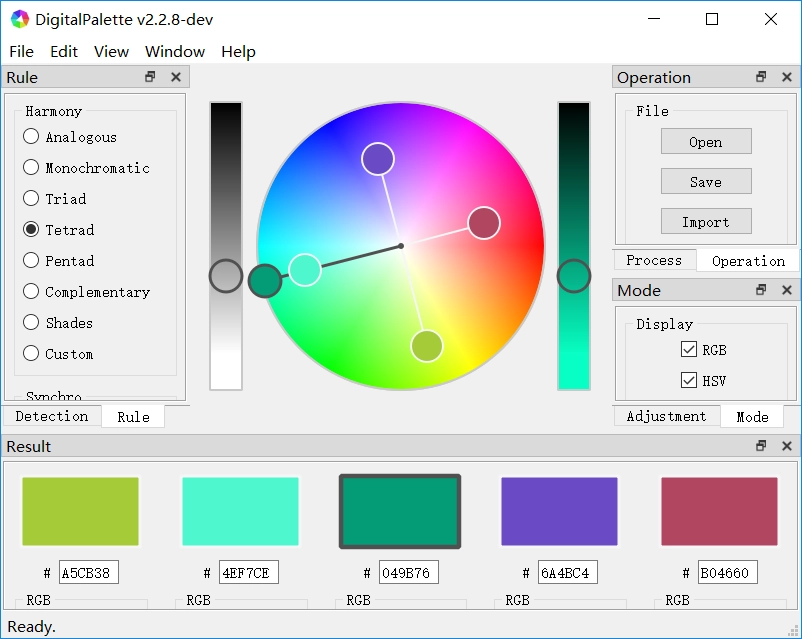 DigitalPalette v2.2.8-dev
File Edit View Window Help
Rule
Harmony
Analogous
Monochromatic
Triad
Tetrad
Pentad
Complementary
Shades
Custom
Synchro
Detection Rule
Operation
File
Open
Save
Import
Process Operation
Mode
Display
RGB
HSV
Adjustment Mode
Result
# A5CB38 # 4EF7CE # 049B76 # 6A4BC4 # B04660
RGB RGB RGB RGB RGB
Ready.